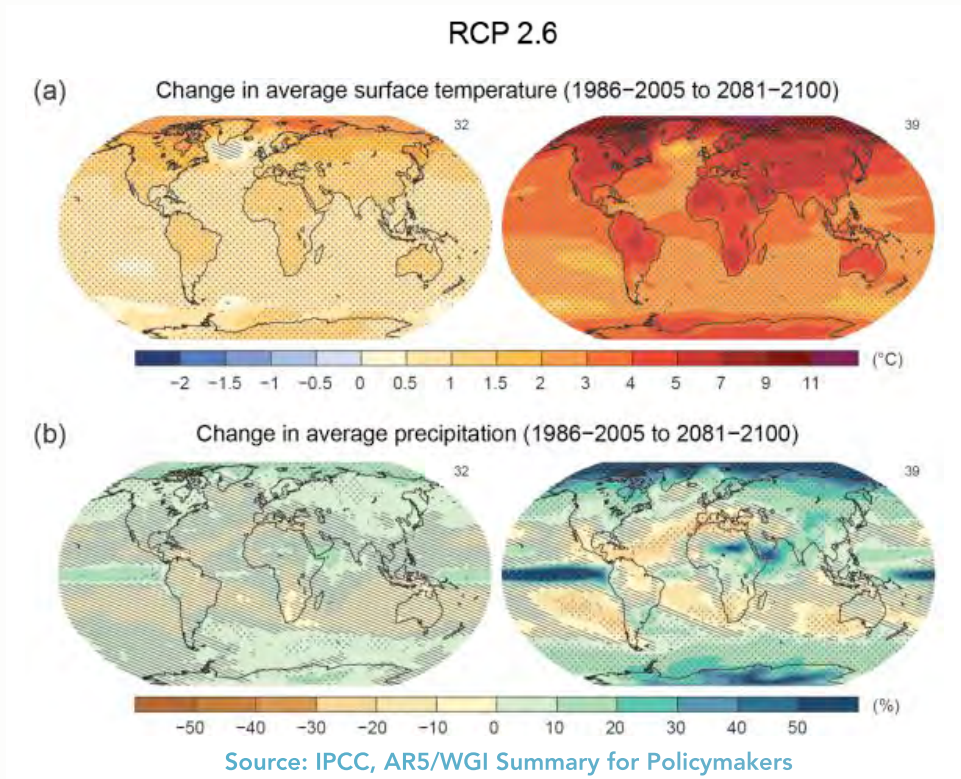 RCP 2.6
(a)
Change in average surface temperature (1986−2005 to 2081−2100)
32
39
−2 −1.5 −1 −0.5 0 0.5 1 1.5 2 3 4 5 7 9 11
(°C)
(b)
Change in average precipitation (1986−2005 to 2081−2100)
32
39
−50 −40 −30 −20 −10 0 10 20 30 40 50
(%)
Source: IPCC, AR5/WGI Summary for Policymakers